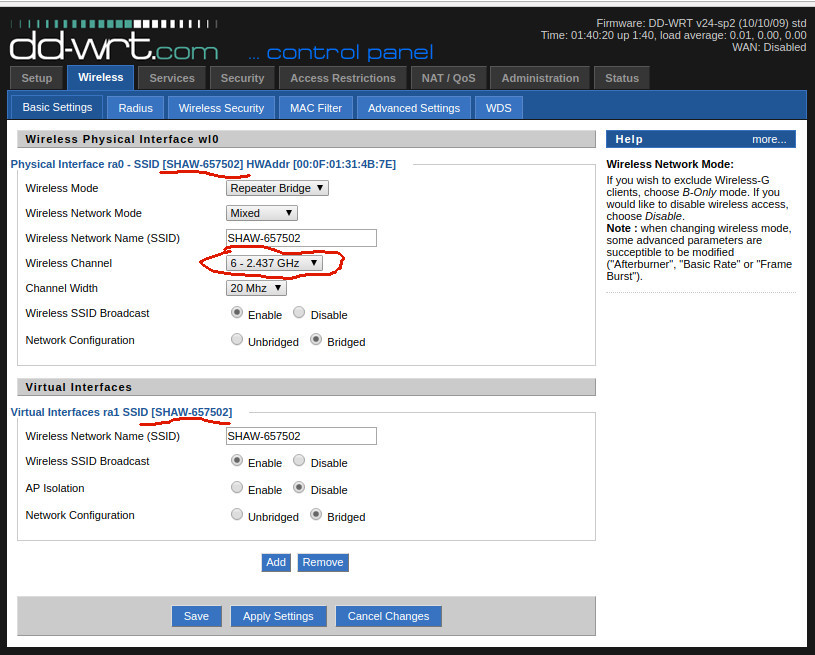 Firmware: DD-WRT v24-sp2 (10/10/09) std
Time: 01:40:20 up 1:40, load average: 0.01, 0.00, 0.00
WAN: Disabled
dd-wrt.com ... control panel
Setup Wireless Services Security Access Restrictions NAT / QoS Administration Status
Basic Settings Radius Wireless Security MAC Filter Advanced Settings WDS
Wireless Physical Interface wl0
Physical Interface ra0 - SSID [SHAW-657502] HWAddr [00:0F:01:31:4B:7E]
Wireless Mode Repeater Bridge
Wireless Network Mode Mixed
Wireless Network Name (SSID) SHAW-657502
Wireless Channel 6 - 2.437 GHz
Channel Width 20 Mhz
Wireless SSID Broadcast Enable Disable
Network Configuration Unbridged Bridged
Virtual Interfaces
Virtual Interfaces ra1 SSID [SHAW-657502]
Wireless Network Name (SSID) SHAW-657502
Wireless SSID Broadcast Enable Disable
AP Isolation Enable Disable
Network Configuration Unbridged Bridged
Add Remove
Save Apply Settings Cancel Changes
Help more...
Wireless Network Mode:
If you wish to exclude Wireless-G
clients, choose B-Only mode. If you
would like to disable wireless access,
choose Disable.
Note : when changing wireless mode,
some advanced parameters are
succeptible to be modified
("Afterburner", "Basic Rate" or "Frame
Burst").